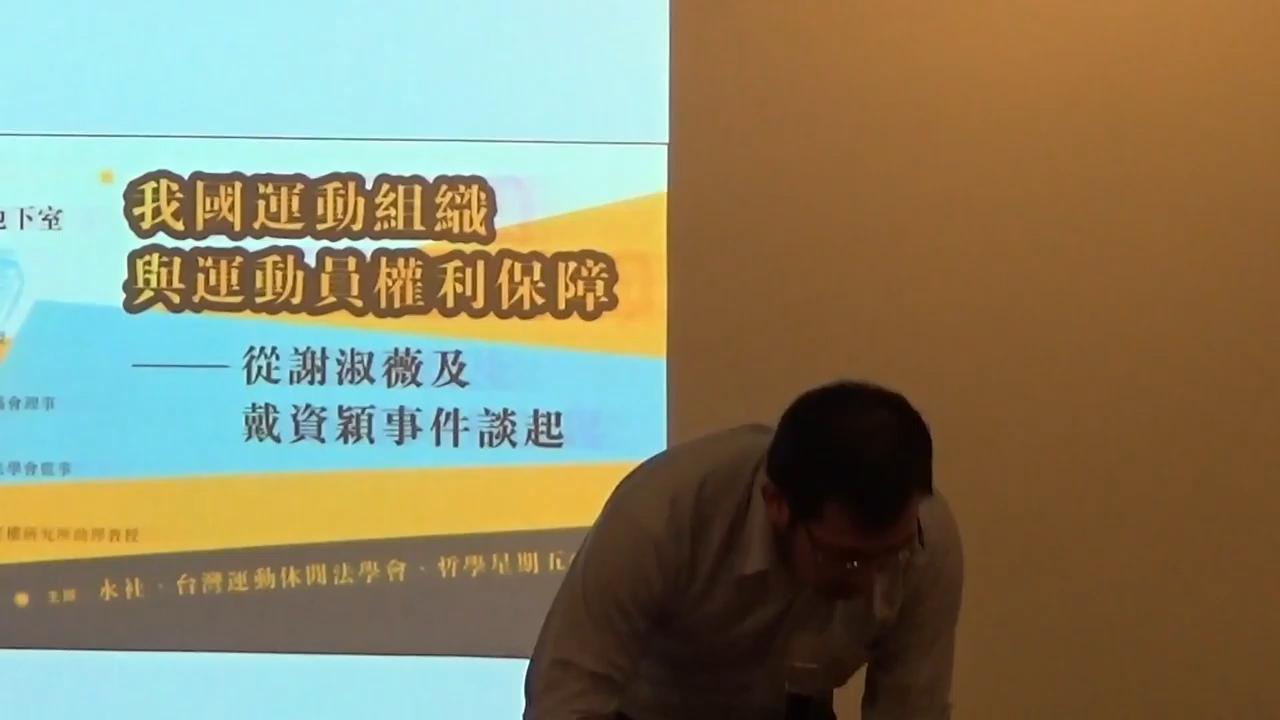 下室
我國運動組織
與運動員權利保障
——從謝淑薇及
戴資穎事件談起
會理事
學會監事
權研究所助理教授
主辦 水社、台灣運動休閒法學會、哲學星期五